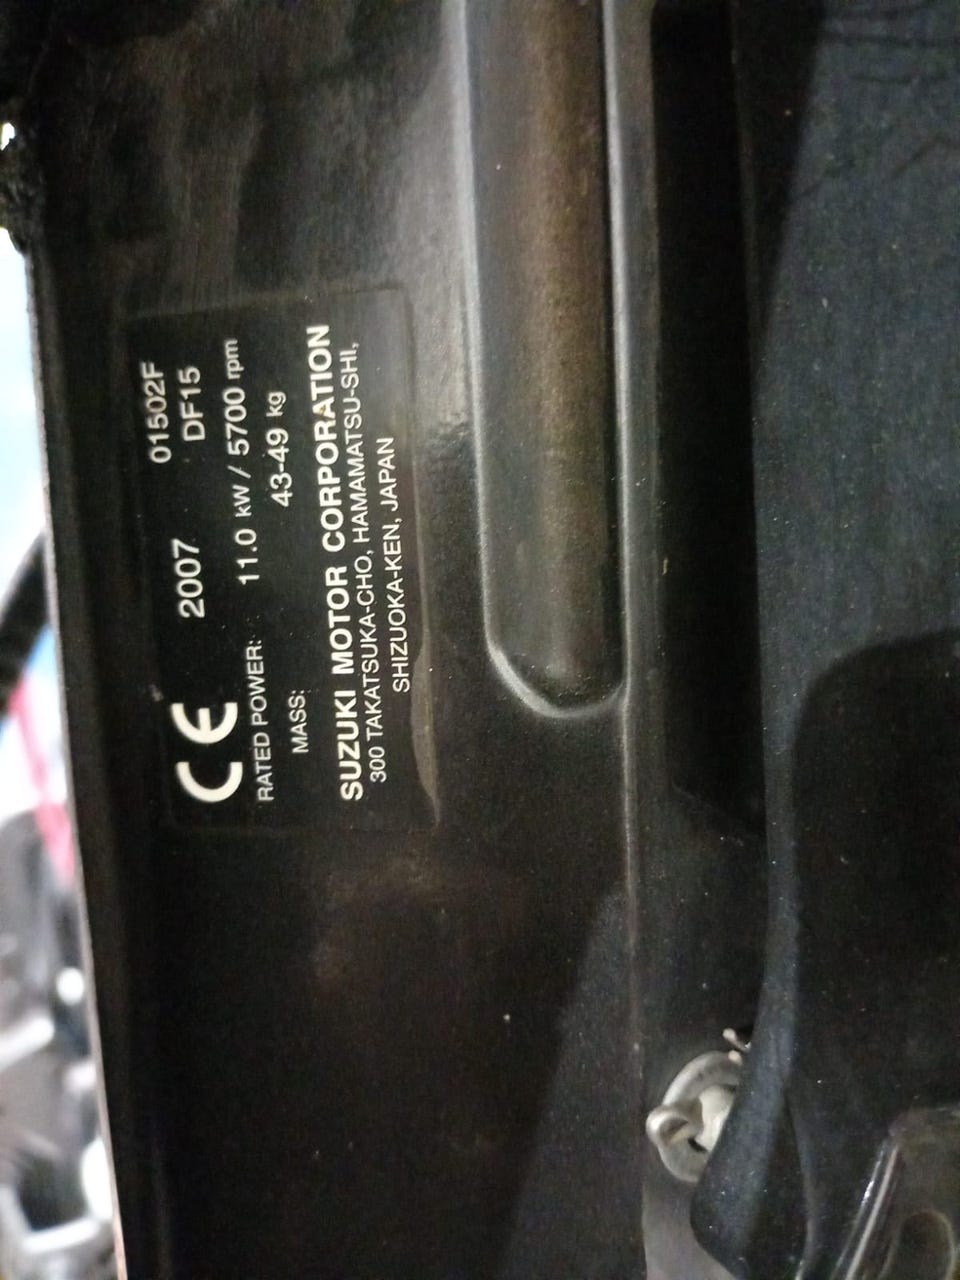 01502F
CE 2007 DF15
RATED POWER: 11.0 kW / 5700 rpm
MASS: 43-49 kg
SUZUKI MOTOR CORPORATION
300 TAKATSUKA-CHO, HAMAMATSU-SHI,
SHIZUOKA-KEN, JAPAN